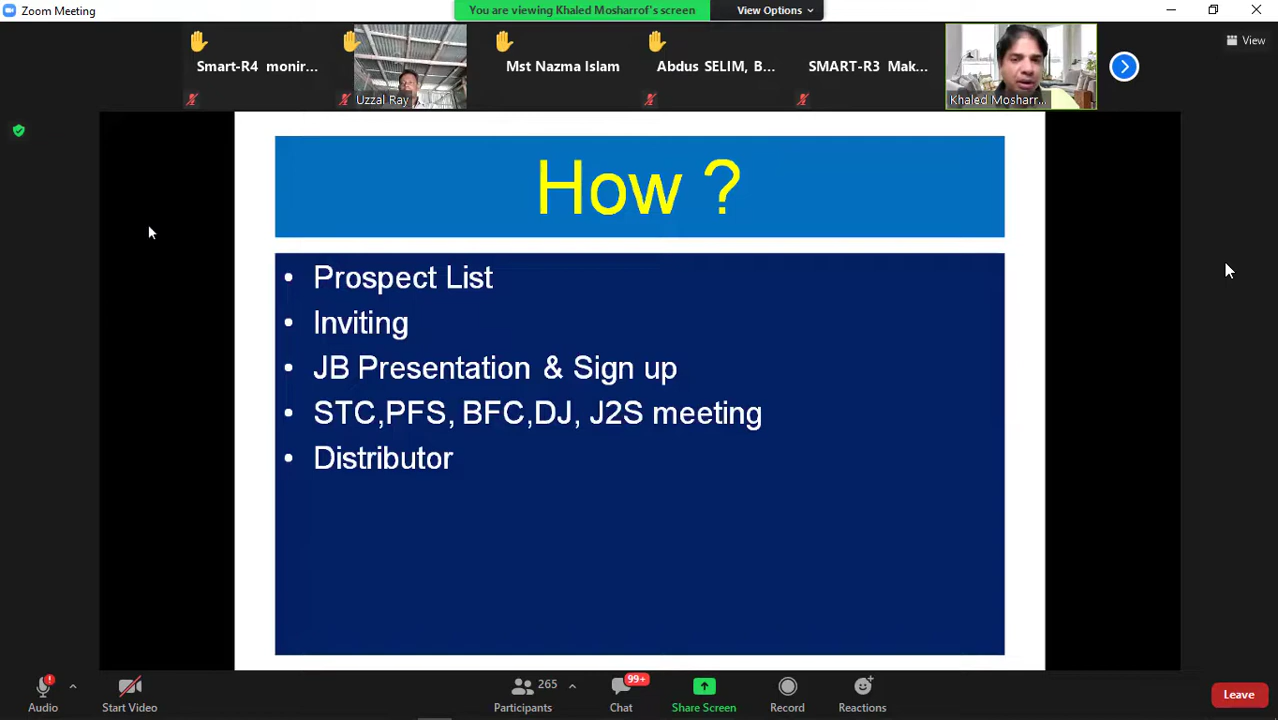 Zoom Meeting
You are viewing Khaled Mosharrof's screen
View Options
View
Smart-R4 monir...
Uzzal Ray
Mst Nazma Islam
Abdus SELIM, B...
SMART-R3 Mak...
Khaled Mosharr...
How ?
• Prospect List
• Inviting
• JB Presentation & Sign up
• STC,PFS, BFC,DJ, J2S meeting
• Distributor
Audio
Start Video
265
Participants
99+
Chat
Share Screen
Record
Reactions
Leave